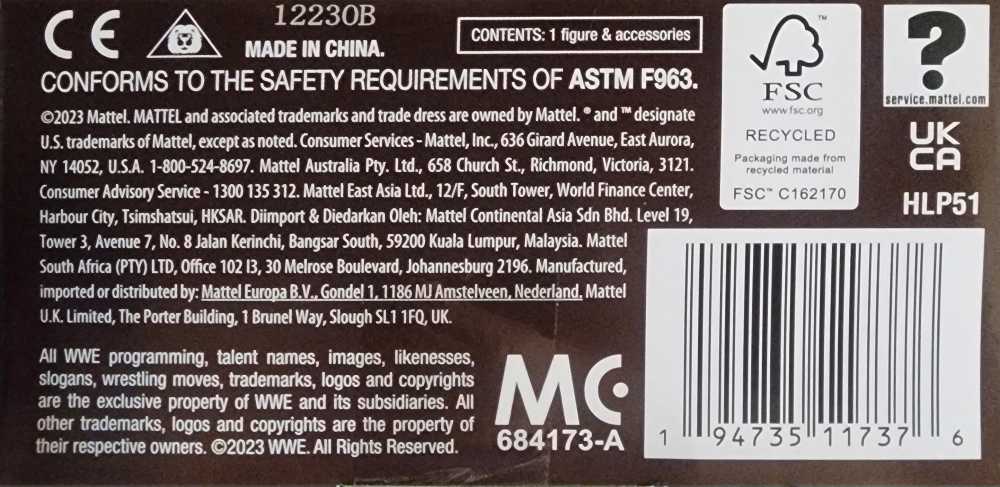 CE
12230B
MADE IN CHINA.
CONTENTS: 1 figure & accessories
CONFORMS TO THE SAFETY REQUIREMENTS OF ASTM F963.
©2023 Mattel. MATTEL and associated trademarks and trade dress are owned by Mattel. ® and ™ designate
U.S. trademarks of Mattel, except as noted. Consumer Services - Mattel, Inc., 636 Girard Avenue, East Aurora,
NY 14052, U.S.A. 1-800-524-8697. Mattel Australia Pty. Ltd., 658 Church St., Richmond, Victoria, 3121.
Consumer Advisory Service - 1300 135 312. Mattel East Asia Ltd., 12/F, South Tower, World Finance Center,
Harbour City, Tsimshatsui, HKSAR. Diimport & Diedarkan Oleh: Mattel Continental Asia Sdn Bhd. Level 19,
Tower 3, Avenue 7, No. 8 Jalan Kerinchi, Bangsar South, 59200 Kuala Lumpur, Malaysia. Mattel
South Africa (PTY) LTD, Office 102 I3, 30 Melrose Boulevard, Johannesburg 2196. Manufactured,
imported or distributed by: Mattel Europa B.V., Gondel 1, 1186 MJ Amstelveen, Nederland. Mattel
U.K. Limited, The Porter Building, 1 Brunel Way, Slough SL1 1FQ, UK.
All WWE programming, talent names, images, likenesses,
slogans, wrestling moves, trademarks, logos and copyrights
are the exclusive property of WWE and its subsidiaries. All
other trademarks, logos and copyrights are the property of
their respective owners. ©2023 WWE. All Rights Reserved.
MC
684173-A
™
FSC
www.fsc.org
RECYCLED
Packaging made from
recycled material
FSC™ C162170
?
service.mattel.com
UK
CA
HLP51
1 94735 11737 6